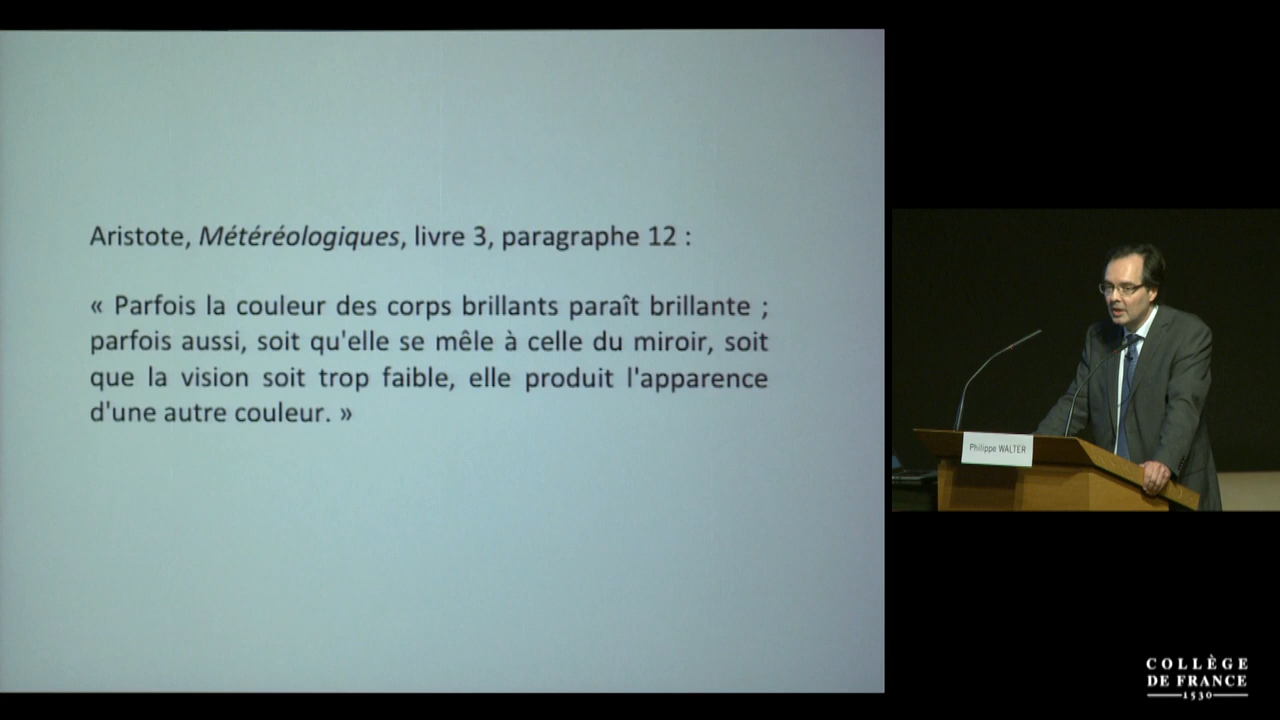 Aristote, Météréologiques, livre 3, paragraphe 12 :
« Parfois la couleur des corps brillants paraît brillante ;
parfois aussi, soit qu'elle se mêle à celle du miroir, soit
que la vision soit trop faible, elle produit l'apparence
d'une autre couleur. »
Philippe WALTER
COLLÈGE
DE FRANCE
1530